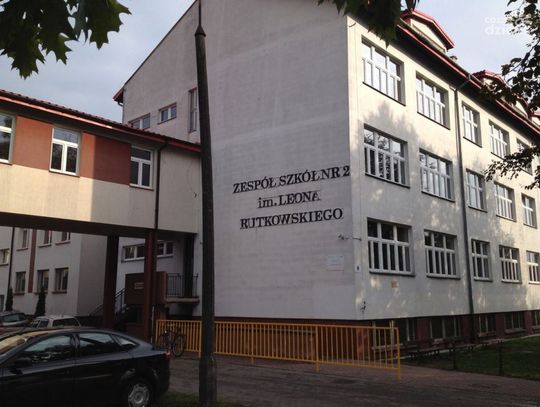 ZESPÓŁ SZKÓŁ NR 2
im. LEONA
RUTKOWSKIEGO